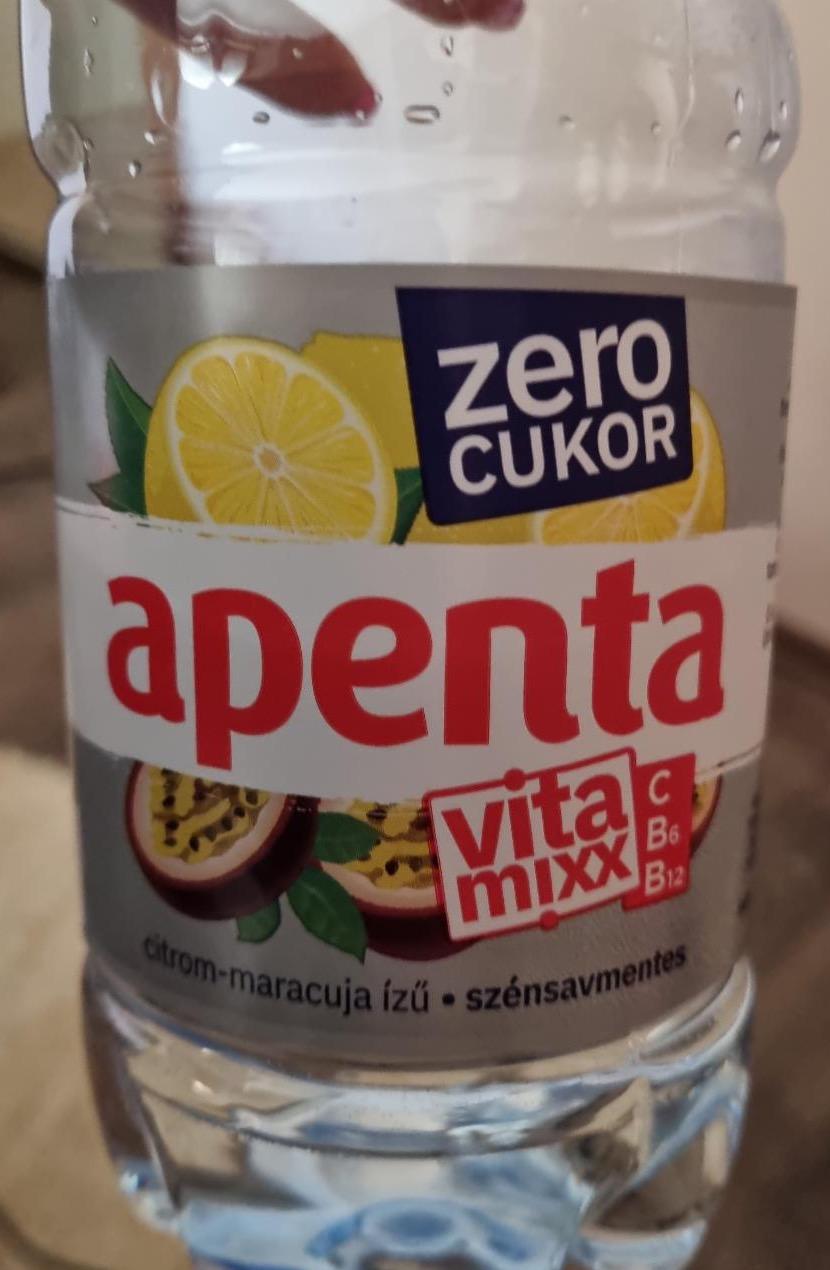 zero
CUKOR
apenta
vita
mixx
C
B6
B12
citrom-maracuja ízű • szénsavmentes